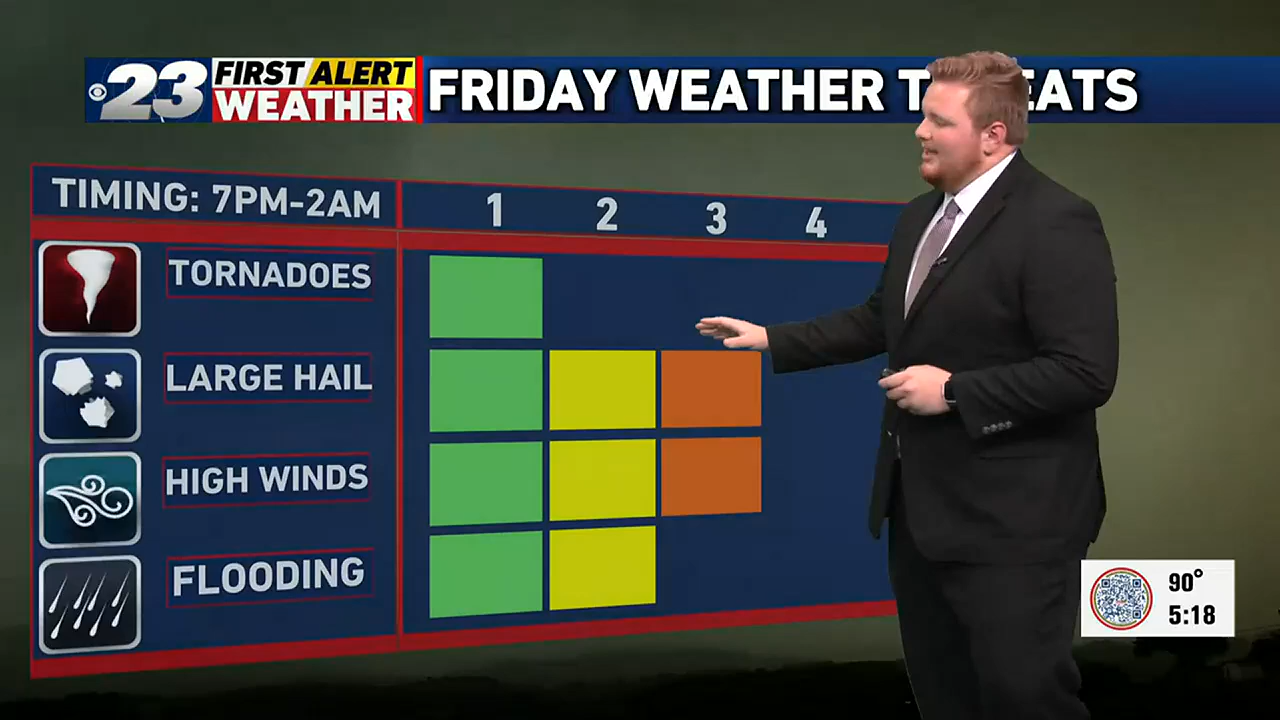 23
FIRST ALERT
WEATHER
FRIDAY WEATHER T EATS
TIMING: 7PM-2AM
1 2 3 4
TORNADOES
LARGE HAIL
HIGH WINDS
FLOODING
90°
5:18